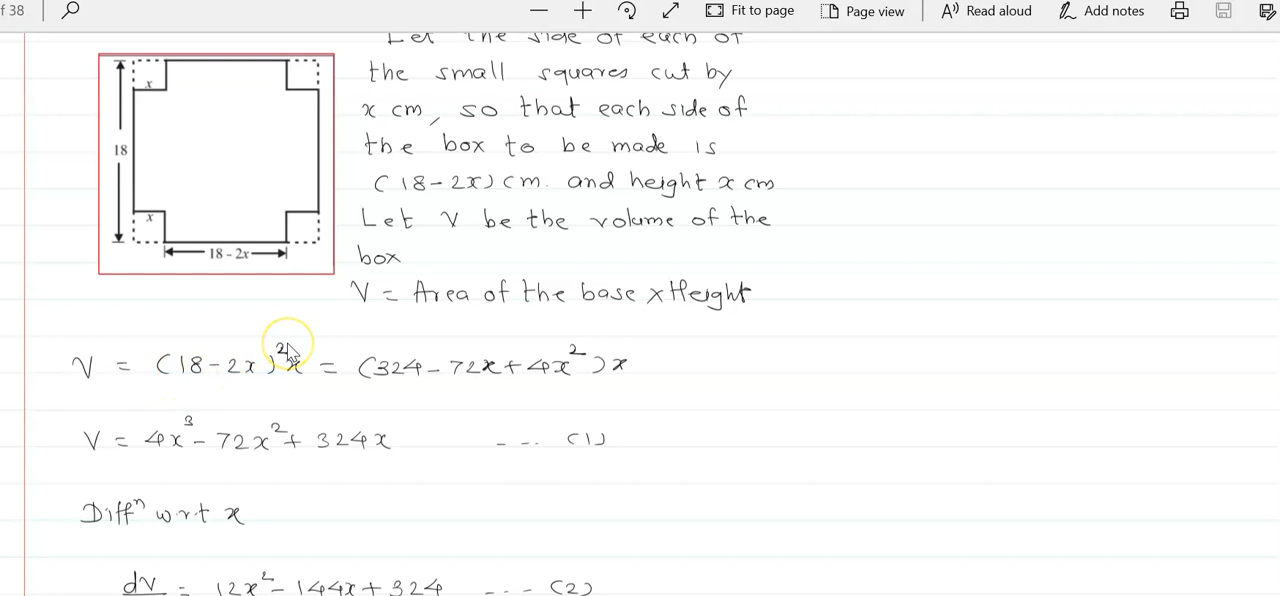 f 38
Fit to page
Page view
Read aloud
Add notes
Let the side of each of
the small squares cut by
x cm, so that each side of
the box to be made is
(18-2x) cm. and height x cm
Let V be the volume of the
box
V = Area of the base x Height
x
18
x
18 - 2x
V = (18-2x)²x = (324-72x+4x²)x
V = 4x³-72x²+324x --- (1)
Diffⁿ w.r.t x
dv = 12x²-144x+324 --- (2)